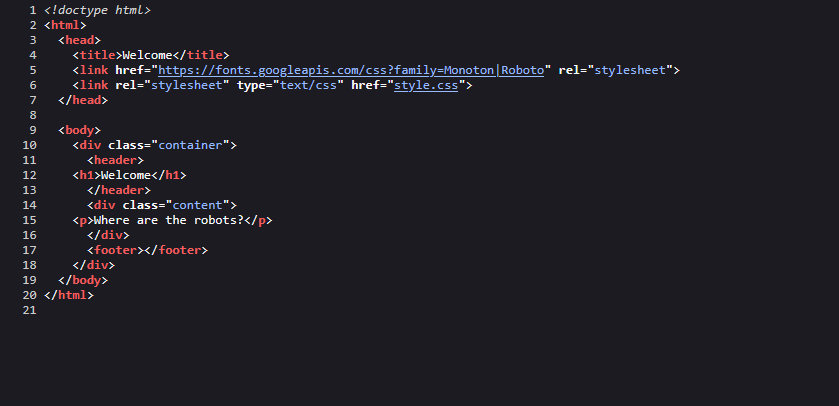 1 <!doctype html>
2 <html>
3   <head>
4     <title>Welcome</title>
5     <link href="https://fonts.googleapis.com/css?family=Monoton|Roboto" rel="stylesheet">
6     <link rel="stylesheet" type="text/css" href="style.css">
7   </head>
8
9   <body>
10     <div class="container">
11       <header>
12     <h1>Welcome</h1>
13       </header>
14       <div class="content">
15     <p>Where are the robots?</p>
16       </div>
17       <footer></footer>
18     </div>
19   </body>
20 </html>
21